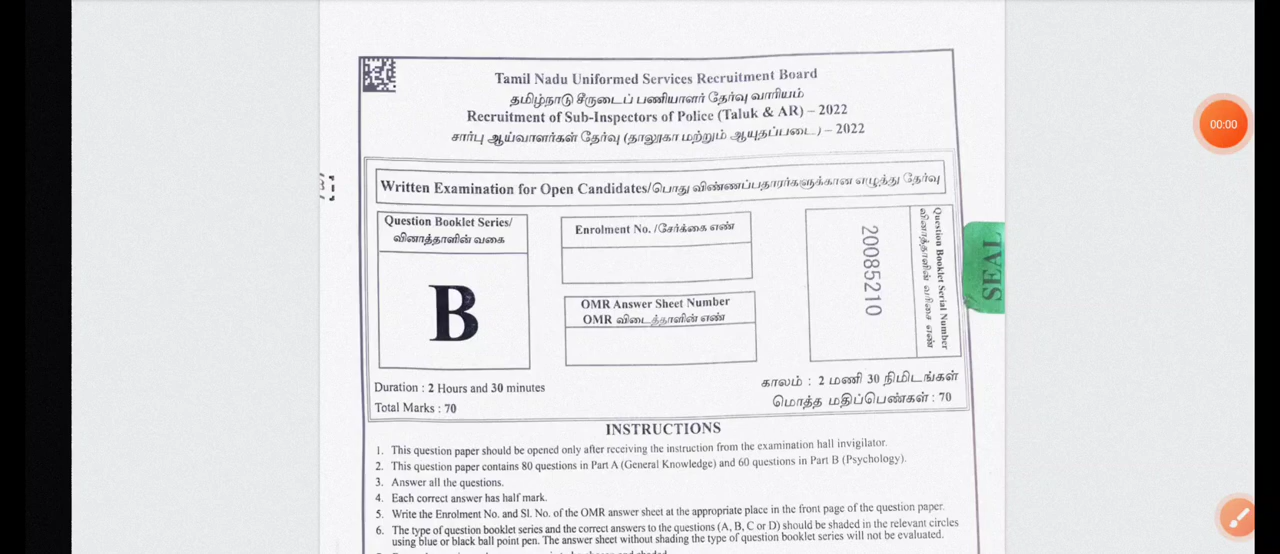 Tamil Nadu Uniformed Services Recruitment Board
தமிழ்நாடு சீருடைப் பணியாளர் தேர்வு வாரியம்
Recruitment of Sub-Inspectors of Police (Taluk & AR) – 2022
சார்பு ஆய்வாளர்கள் தேர்வு (தாலூகா மற்றும் ஆயுதப்படை) – 2022
Written Examination for Open Candidates/பொது விண்ணப்பதாரர்களுக்கான எழுத்து தேர்வு
Question Booklet Series/
வினாத்தாளின் வகை
B
Enrolment No. /சேர்க்கை எண்
OMR Answer Sheet Number
OMR விடைத்தாளின் எண்
20085210
Question Booklet Serial Number
வினாத்தாளின் வரிசை எண்
SEAL
00:00
Duration : 2 Hours and 30 minutes
காலம் : 2 மணி 30 நிமிடங்கள்
Total Marks : 70
மொத்த மதிப்பெண்கள் : 70
INSTRUCTIONS
1. This question paper should be opened only after receiving the instruction from the examination hall invigilator.
2. This question paper contains 80 questions in Part A (General Knowledge) and 60 questions in Part B (Psychology).
3. Answer all the questions.
4. Each correct answer has half mark.
5. Write the Enrolment No. and Sl. No. of the OMR answer sheet at the appropriate place in the front page of the question paper.
6. The type of question booklet series and the correct answers to the questions (A, B, C or D) should be shaded in the relevant circles
using blue or black ball point pen. The answer sheet without shading the type of question booklet series will not be evaluated.